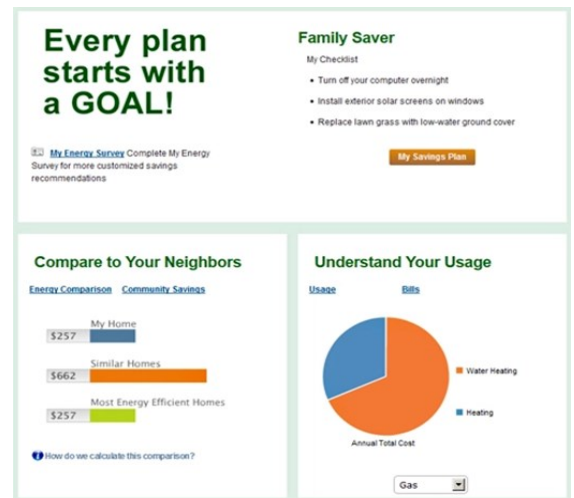 Every plan
starts with
a GOAL!
My Energy Survey Complete My Energy
Survey for more customized savings
recommendations
Family Saver
My Checklist
• Turn off your computer overnight
• Install exterior solar screens on windows
• Replace lawn grass with low-water ground cover
My Savings Plan
Compare to Your Neighbors
Energy Comparison Community Savings
My Home
$257
Similar Homes
$662
Most Energy Efficient Homes
$257
How do we calculate this comparison?
Understand Your Usage
Usage Bills
Water Heating
Heating
Annual Total Cost
Gas